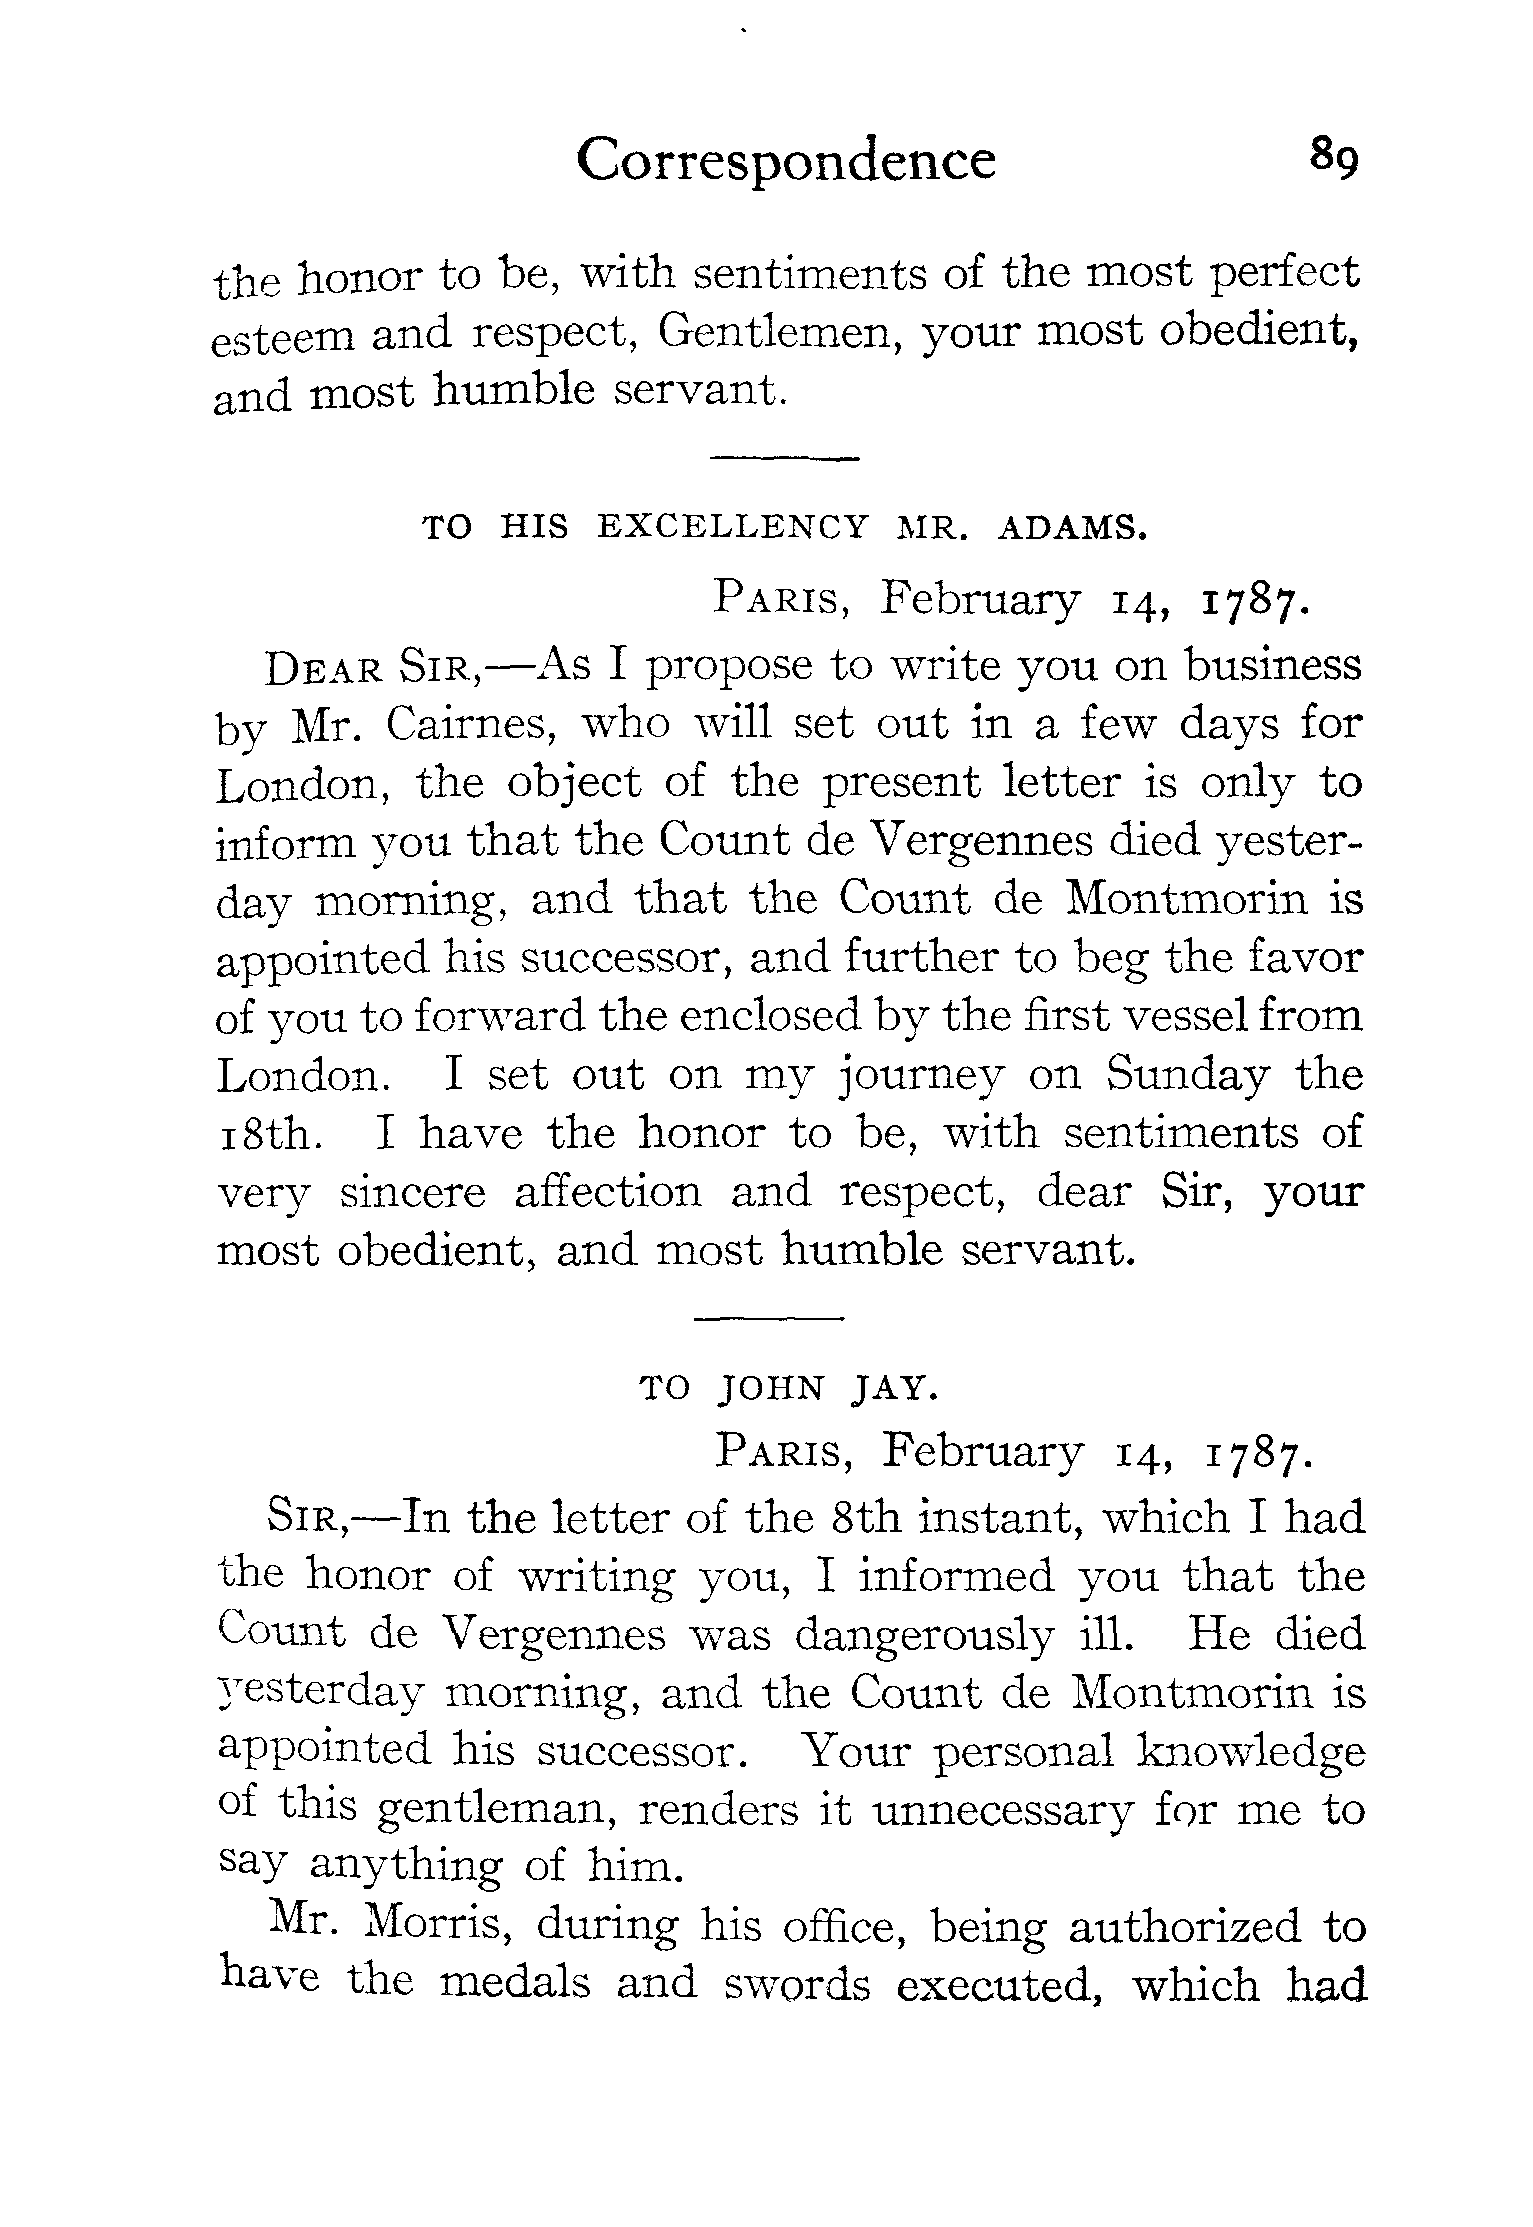 Correspondence 89
the honor to be, with sentiments of the most perfect
esteem and respect, Gentlemen, your most obedient,
and most humble servant.
TO HIS EXCELLENCY MR. ADAMS.
PARIS, February 14, 1787.
DEAR SIR,—As I propose to write you on business
by Mr. Cairnes, who will set out in a few days for
London, the object of the present letter is only to
inform you that the Count de Vergennes died yester-
day morning, and that the Count de Montmorin is
appointed his successor, and further to beg the favor
of you to forward the enclosed by the first vessel from
London. I set out on my journey on Sunday the
18th. I have the honor to be, with sentiments of
very sincere affection and respect, dear Sir, your
most obedient, and most humble servant.
TO JOHN JAY.
PARIS, February 14, 1787.
SIR,—In the letter of the 8th instant, which I had
the honor of writing you, I informed you that the
Count de Vergennes was dangerously ill. He died
yesterday morning, and the Count de Montmorin is
appointed his successor. Your personal knowledge
of this gentleman, renders it unnecessary for me to
say anything of him.
Mr. Morris, during his office, being authorized to
have the medals and swords executed, which had